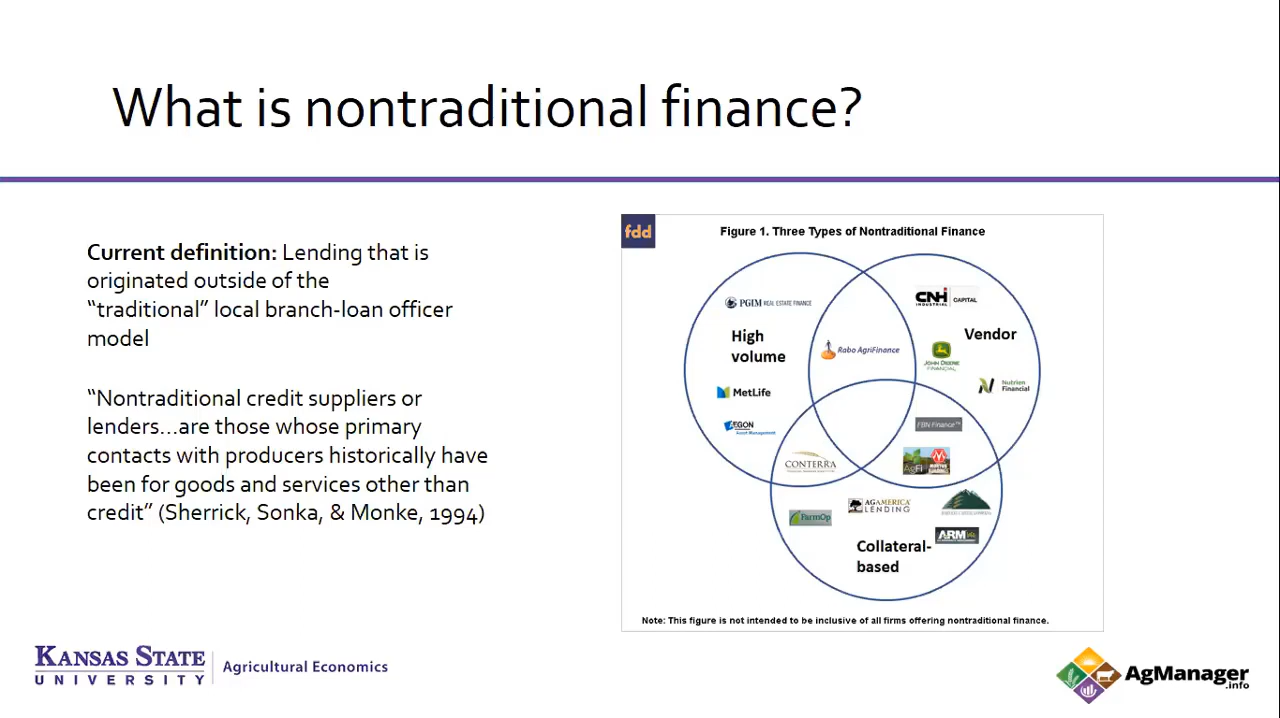 What is nontraditional finance?
Current definition: Lending that is
originated outside of the
“traditional” local branch-loan officer
model
“Nontraditional credit suppliers or
lenders...are those whose primary
contacts with producers historically have
been for goods and services other than
credit” (Sherrick, Sonka, & Monke, 1994)
fdd
Figure 1. Three Types of Nontraditional Finance
PGIM REAL ESTATE FINANCE
High
volume
MetLife
AEGON
Asset Management
Rabo AgriFinance
CNH
INDUSTRIAL
CAPITAL
Vendor
JOHN DEERE
FINANCIAL
Nutrien
Financial
FBN Finance™
CONTERRA
AgFi
FarmOp
AGAMERICA
LENDING
ARM
Collateral-
based
Note: This figure is not intended to be inclusive of all firms offering nontraditional finance.
KANSAS STATE
UNIVERSITY
Agricultural Economics
AgManager
.info